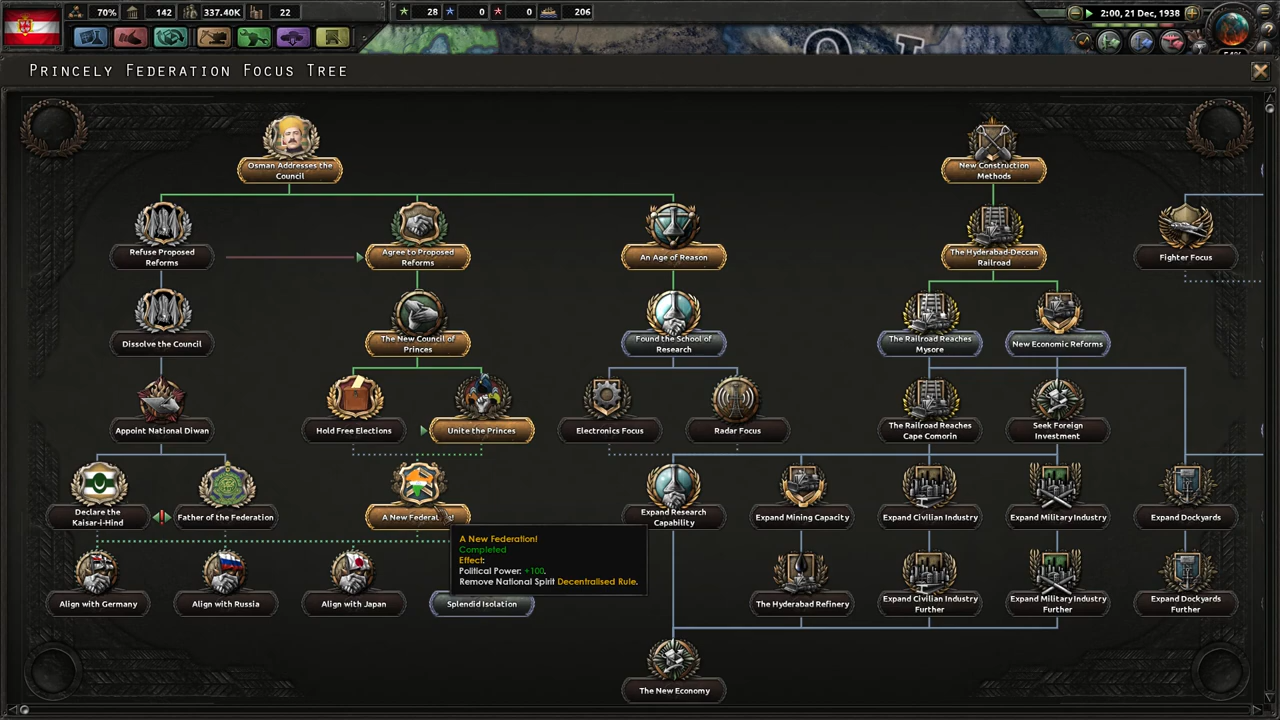 70%
142
337.40K
22
28
0
0
206
2:00, 21 Dec, 1938
54%
Princely Federation Focus Tree
Osman Addresses the
Council
New Construction
Methods
Refuse Proposed
Reforms
Agree to Proposed
Reforms
An Age of Reason
The Hyderabad-Deccan
Railroad
Fighter Focus
Dissolve the Council
The New Council of
Princes
Found the School of
Research
The Railroad Reaches
Mysore
New Economic Reforms
Appoint National Diwan
Hold Free Elections
Unite the Princes
Electronics Focus
Radar Focus
The Railroad Reaches
Cape Comorin
Seek Foreign
Investment
Declare the
Kaisar-i-Hind
Father of the Federation
A New Federation!
Expand Research
Capability
Expand Mining Capacity
Expand Civilian Industry
Expand Military Industry
Expand Dockyards
A New Federation!
Completed
Effect:
Political Power: +100.
Remove National Spirit Decentralised Rule.
Align with Germany
Align with Russia
Align with Japan
Splendid Isolation
The Hyderabad Refinery
Expand Civilian Industry
Further
Expand Military Industry
Further
Expand Dockyards
Further
The New Economy